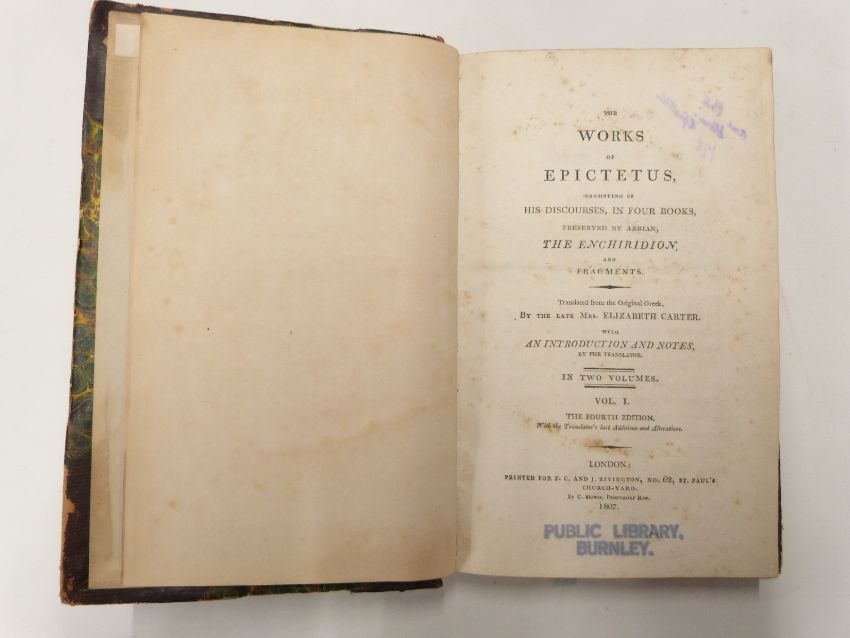 THE
WORKS
OF
EPICTETUS,
CONSISTING OF
HIS DISCOURSES, IN FOUR BOOKS,
PRESERVED BY ARRIAN,
THE ENCHIRIDION,
AND
FRAGMENTS.
Translated from the Original Greek,
BY THE LATE MRS. ELIZABETH CARTER.
WITH
AN INTRODUCTION AND NOTES,
BY THE TRANSLATOR.
IN TWO VOLUMES.
VOL. I.
THE FOURTH EDITION,
With the Translator's last Additions and Alterations.
LONDON:
PRINTED FOR F. C. AND J. RIVINGTON, NO. 62, ST. PAUL'S
CHURCH-YARD.
By C. Stower, Paternoster Row.
1807.
PUBLIC LIBRARY,
BURNLEY.